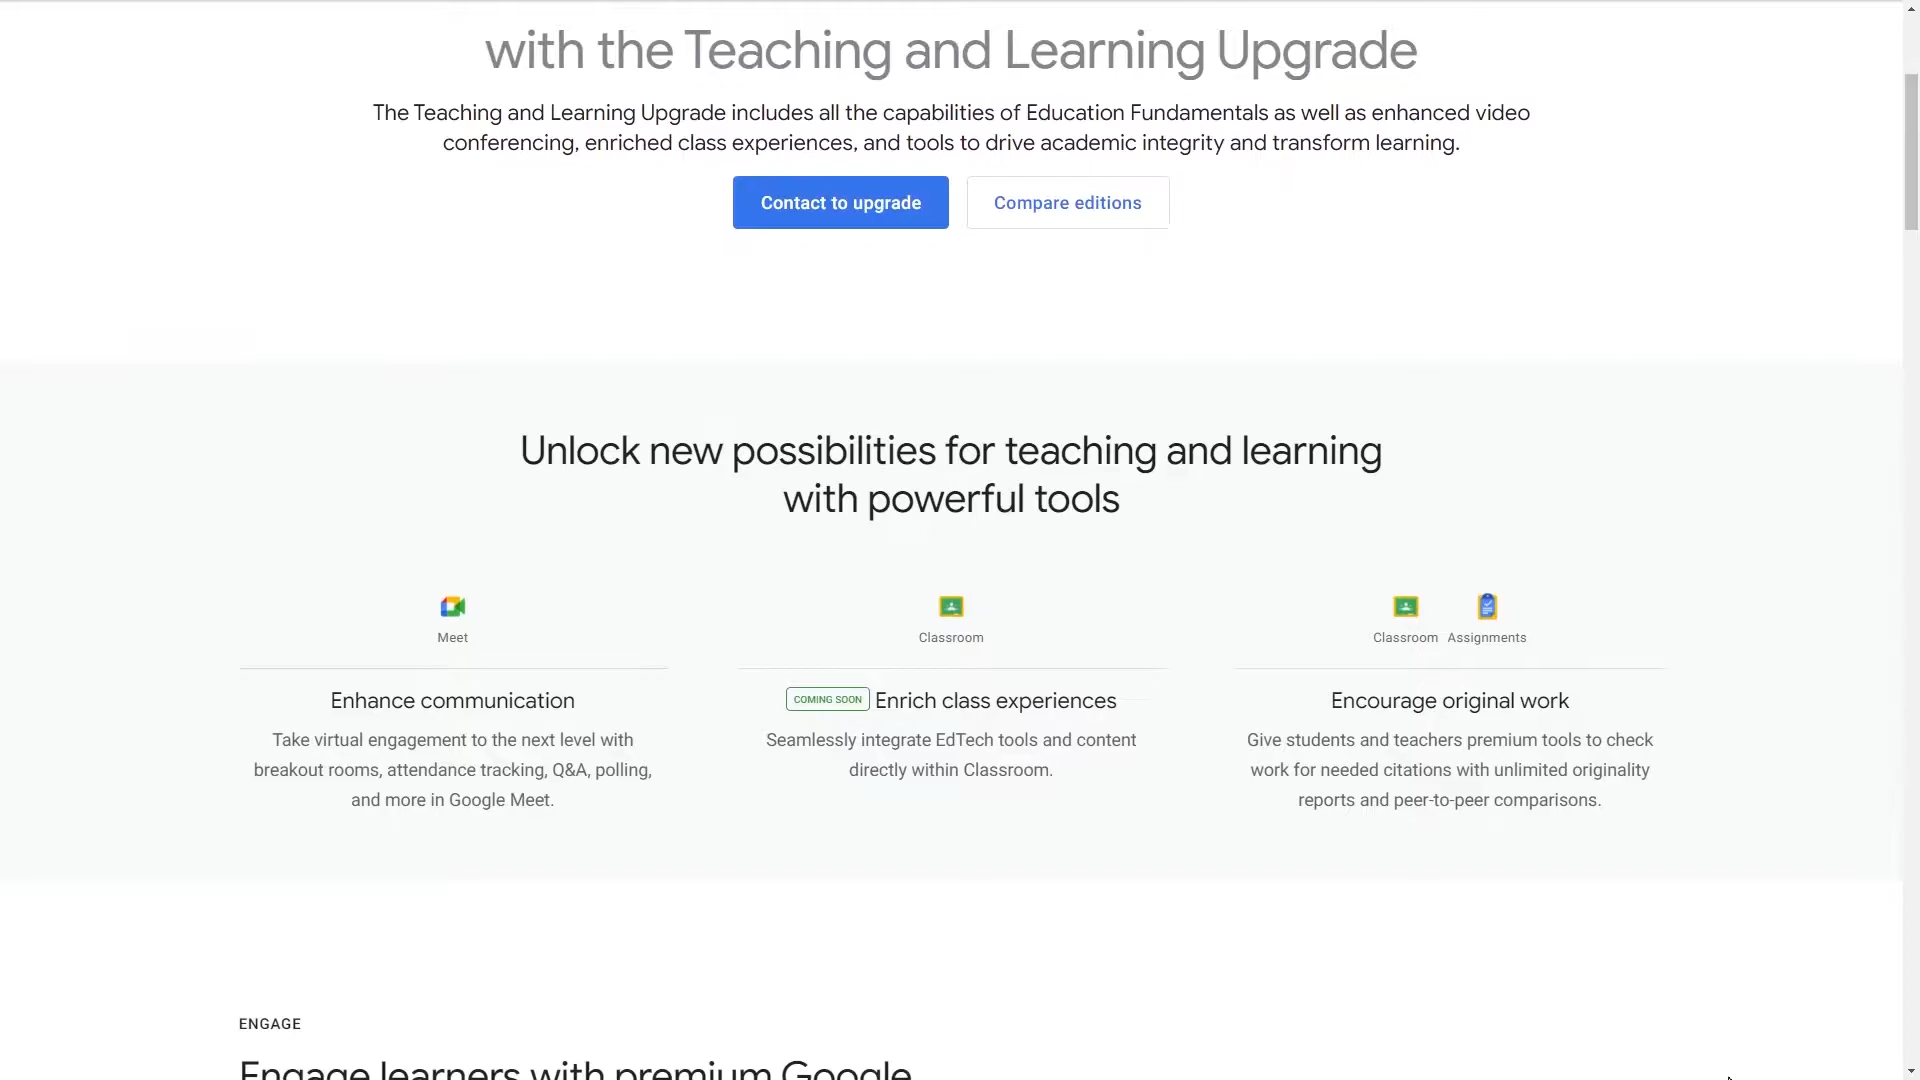 with the Teaching and Learning Upgrade
The Teaching and Learning Upgrade includes all the capabilities of Education Fundamentals as well as enhanced video
conferencing, enriched class experiences, and tools to drive academic integrity and transform learning.
Contact to upgrade
Compare editions
Unlock new possibilities for teaching and learning
with powerful tools
Meet
Enhance communication
Take virtual engagement to the next level with
breakout rooms, attendance tracking, Q&A, polling,
and more in Google Meet.
Classroom
COMING SOON Enrich class experiences
Seamlessly integrate EdTech tools and content
directly within Classroom.
Classroom Assignments
Encourage original work
Give students and teachers premium tools to check
work for needed citations with unlimited originality
reports and peer-to-peer comparisons.
ENGAGE
Engage learners with premium Google